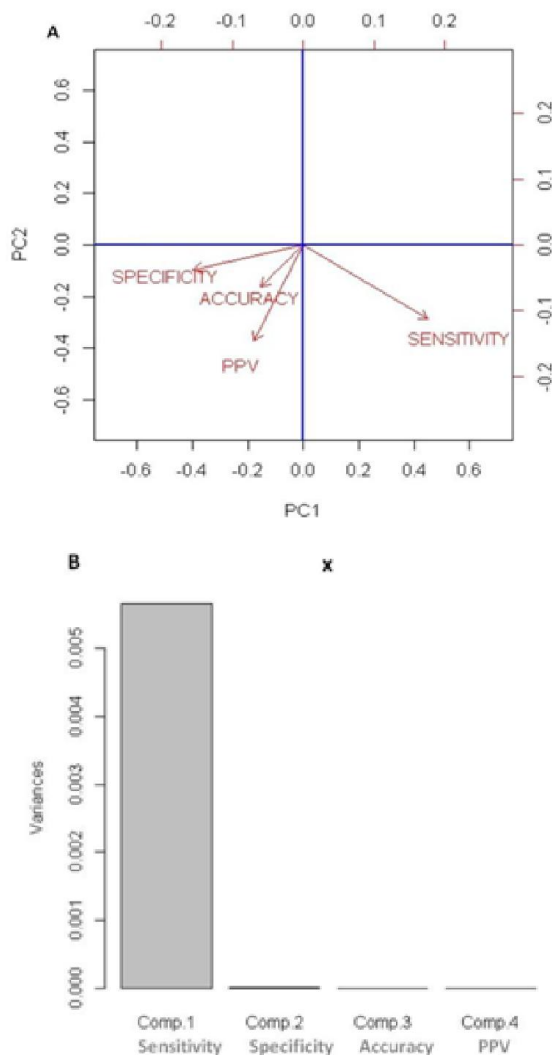 A
-0.2 -0.1 0.0 0.1 0.2
0.6
0.4
0.2
0.0
-0.2
-0.4
-0.6
0.2
0.1
0.0
-0.1
-0.2
PC2
SPECIFICITY
ACCURACY
PPV
SENSITIVITY
-0.6 -0.4 -0.2 0.0 0.2 0.4 0.6
PC1
B
x
Variances
0.005
0.004
0.003
0.002
0.001
0.000
Comp.1 Comp.2 Comp.3 Comp.4
Sensitivity Specificity Accuracy PPV